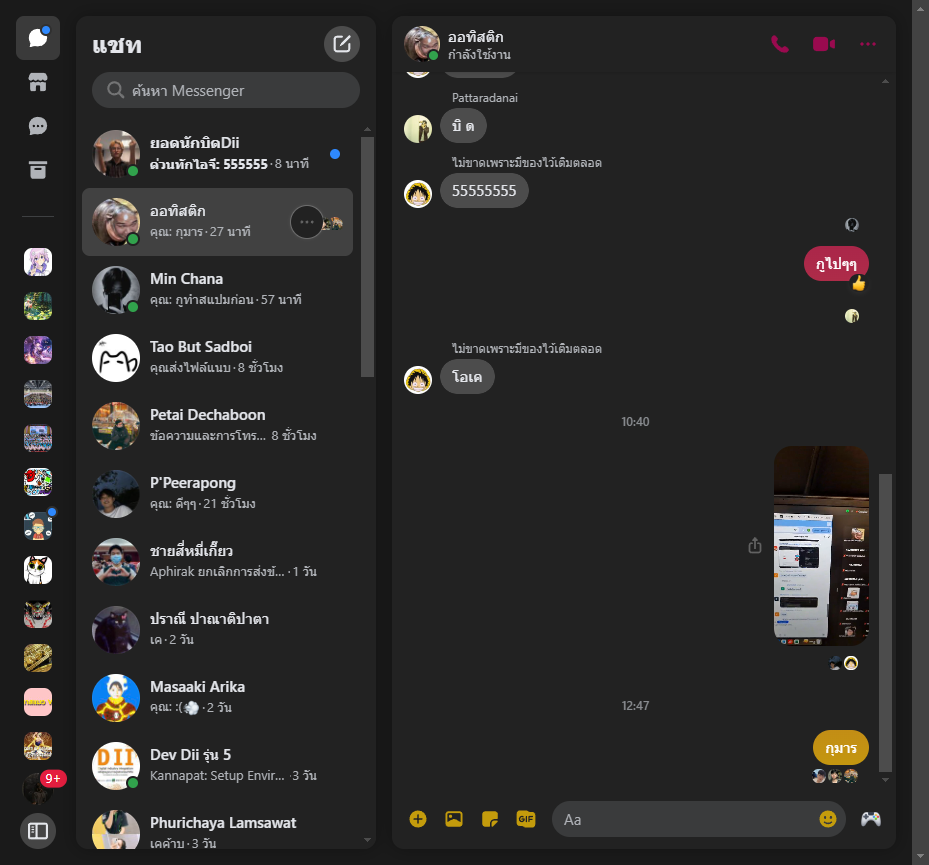 แชท
ค้นหา Messenger
ยอดนักบิดDii
ด่วนทักไอจี: 555555 · 8 นาที
ออทิสติก
คุณ: กุมาร · 27 นาที
Min Chana
คุณ: กูทำสแปมก่อน · 57 นาที
Tao But Sadboi
คุณส่งไฟล์แนบ · 8 ชั่วโมง
Petai Dechaboon
ข้อความและการโทร... 8 ชั่วโมง
P'Peerapong
คุณ: ดีๆๆ · 21 ชั่วโมง
ชายสี่หมี่เกี๊ยว
Aphirak ยกเลิกการส่งข้... · 1 วัน
ปราณี ปาณาติปาตา
เค · 2 วัน
Masaaki Arika
คุณ: :(💨 · 2 วัน
DII
Dev Dii รุ่น 5
Kannapat: Setup Envir... · 3 วัน
Phurichaya Lamsawat
เคค้าบ · 3 วัน
9+
ออทิสติก
กำลังใช้งาน
Pattaradanai
บิ ด
ไม่ขาดเพราะมีของไว้เติมตลอด
55555555
กูไปๆๆ
ไม่ขาดเพราะมีของไว้เติมตลอด
โอเค
10:40
12:47
กุมาร
GIF
Aa